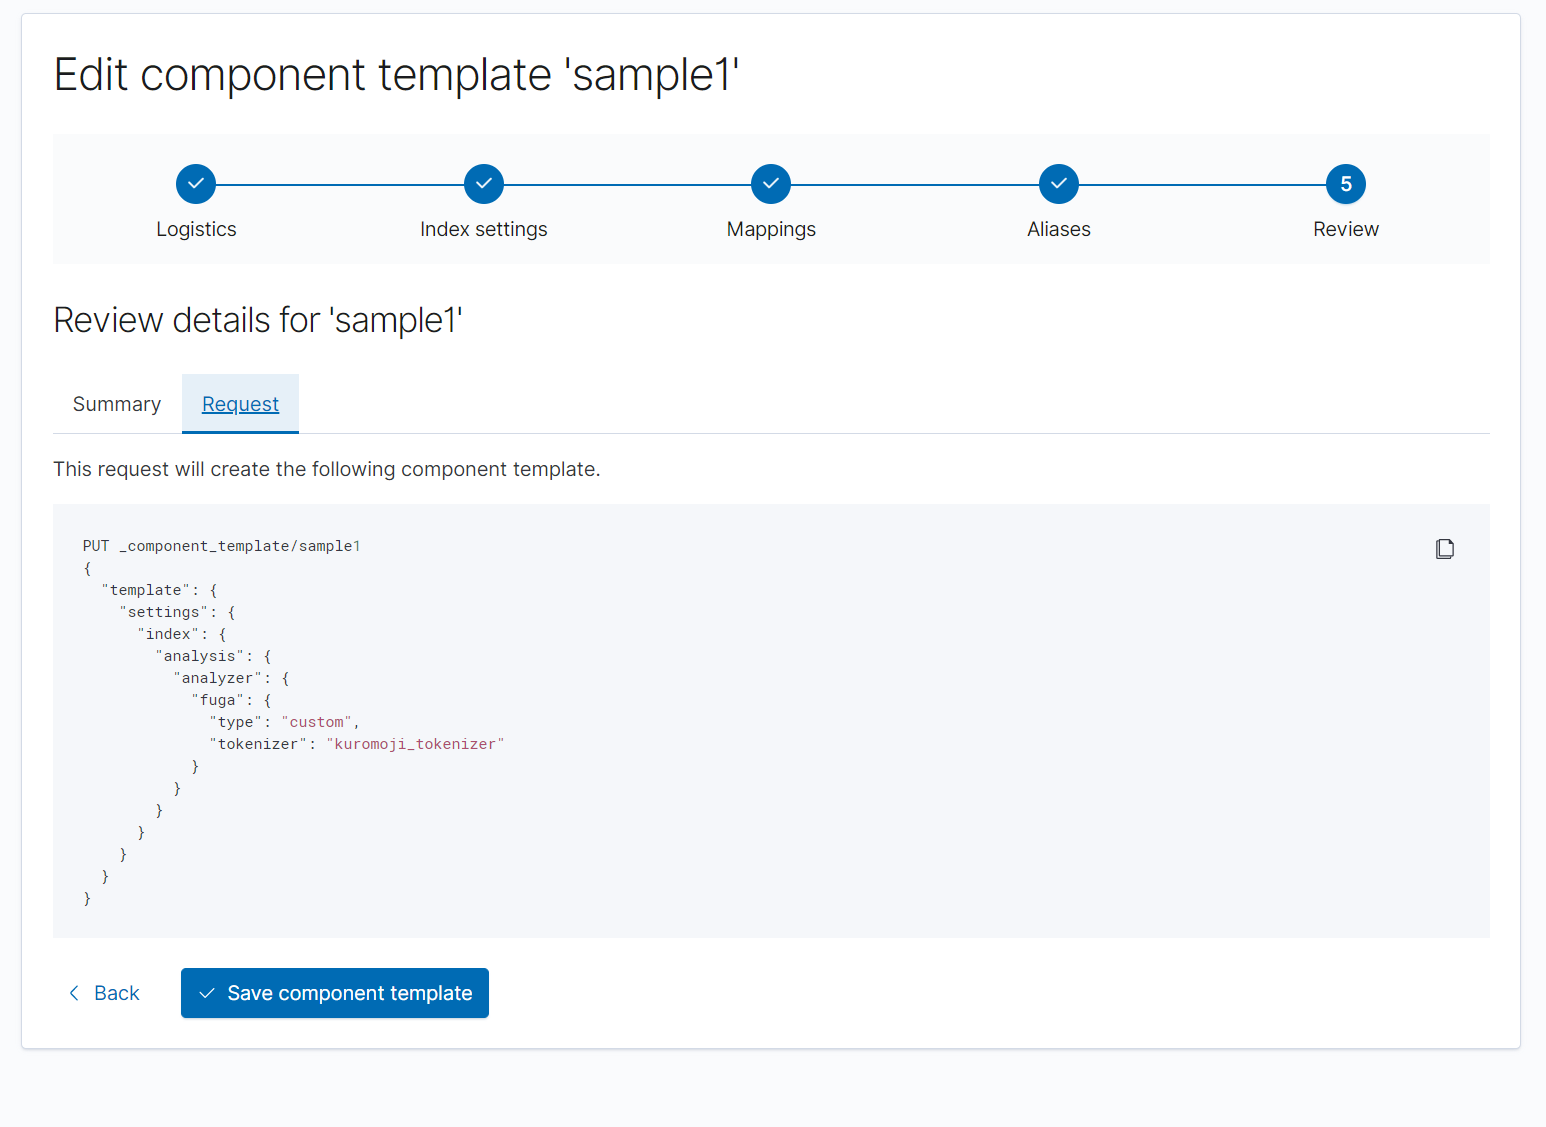 Edit component template 'sample1'
Logistics
Index settings
Mappings
Aliases
5
Review
Review details for 'sample1'
Summary
Request
This request will create the following component template.
PUT _component_template/sample1
{
  "template": {
    "settings": {
      "index": {
        "analysis": {
          "analyzer": {
            "fuga": {
              "type": "custom",
              "tokenizer": "kuromoji_tokenizer"
            }
          }
        }
      }
    }
  }
}
Back
Save component template